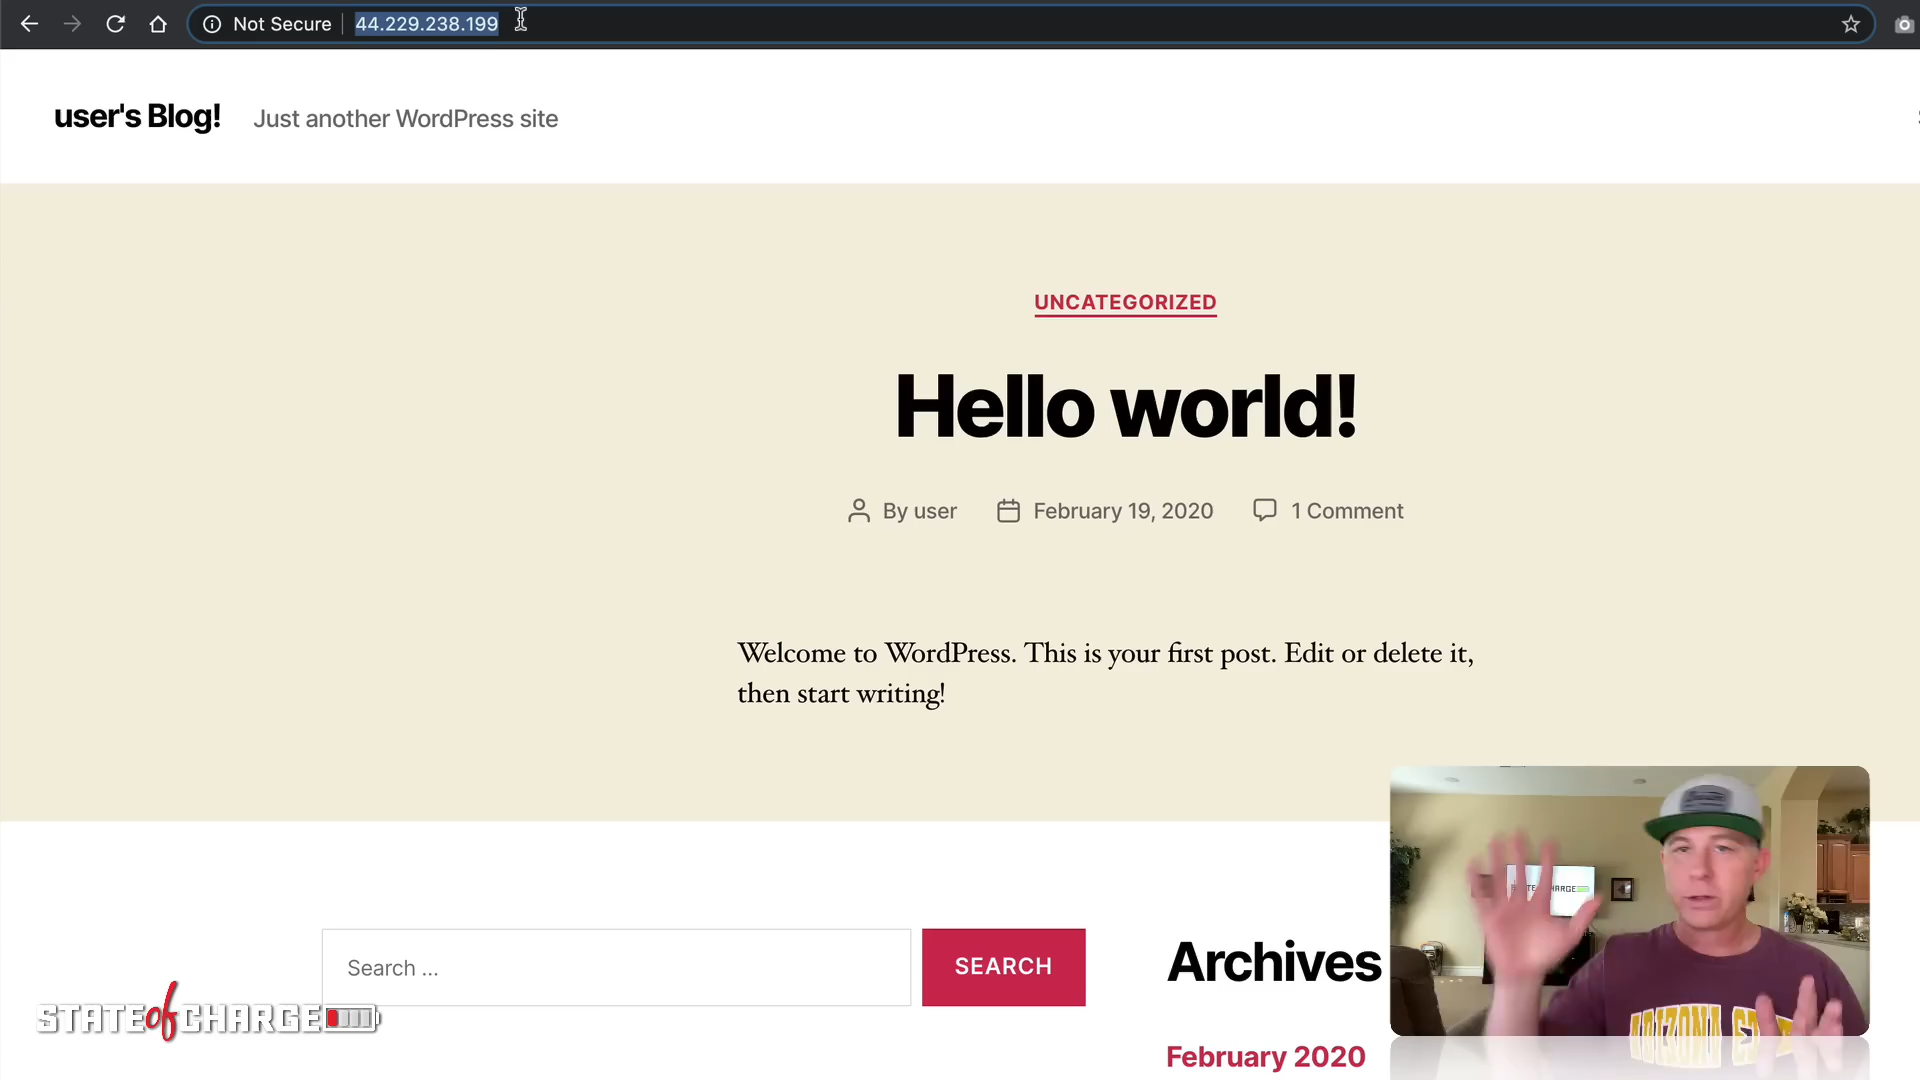 Not Secure 44.229.238.199
user's Blog! Just another WordPress site
UNCATEGORIZED
Hello world!
By user February 19, 2020 1 Comment
Welcome to WordPress. This is your first post. Edit or delete it,
then start writing!
Search ... SEARCH
Archives
February 2020
STATE of CHARGE
ARIZONA